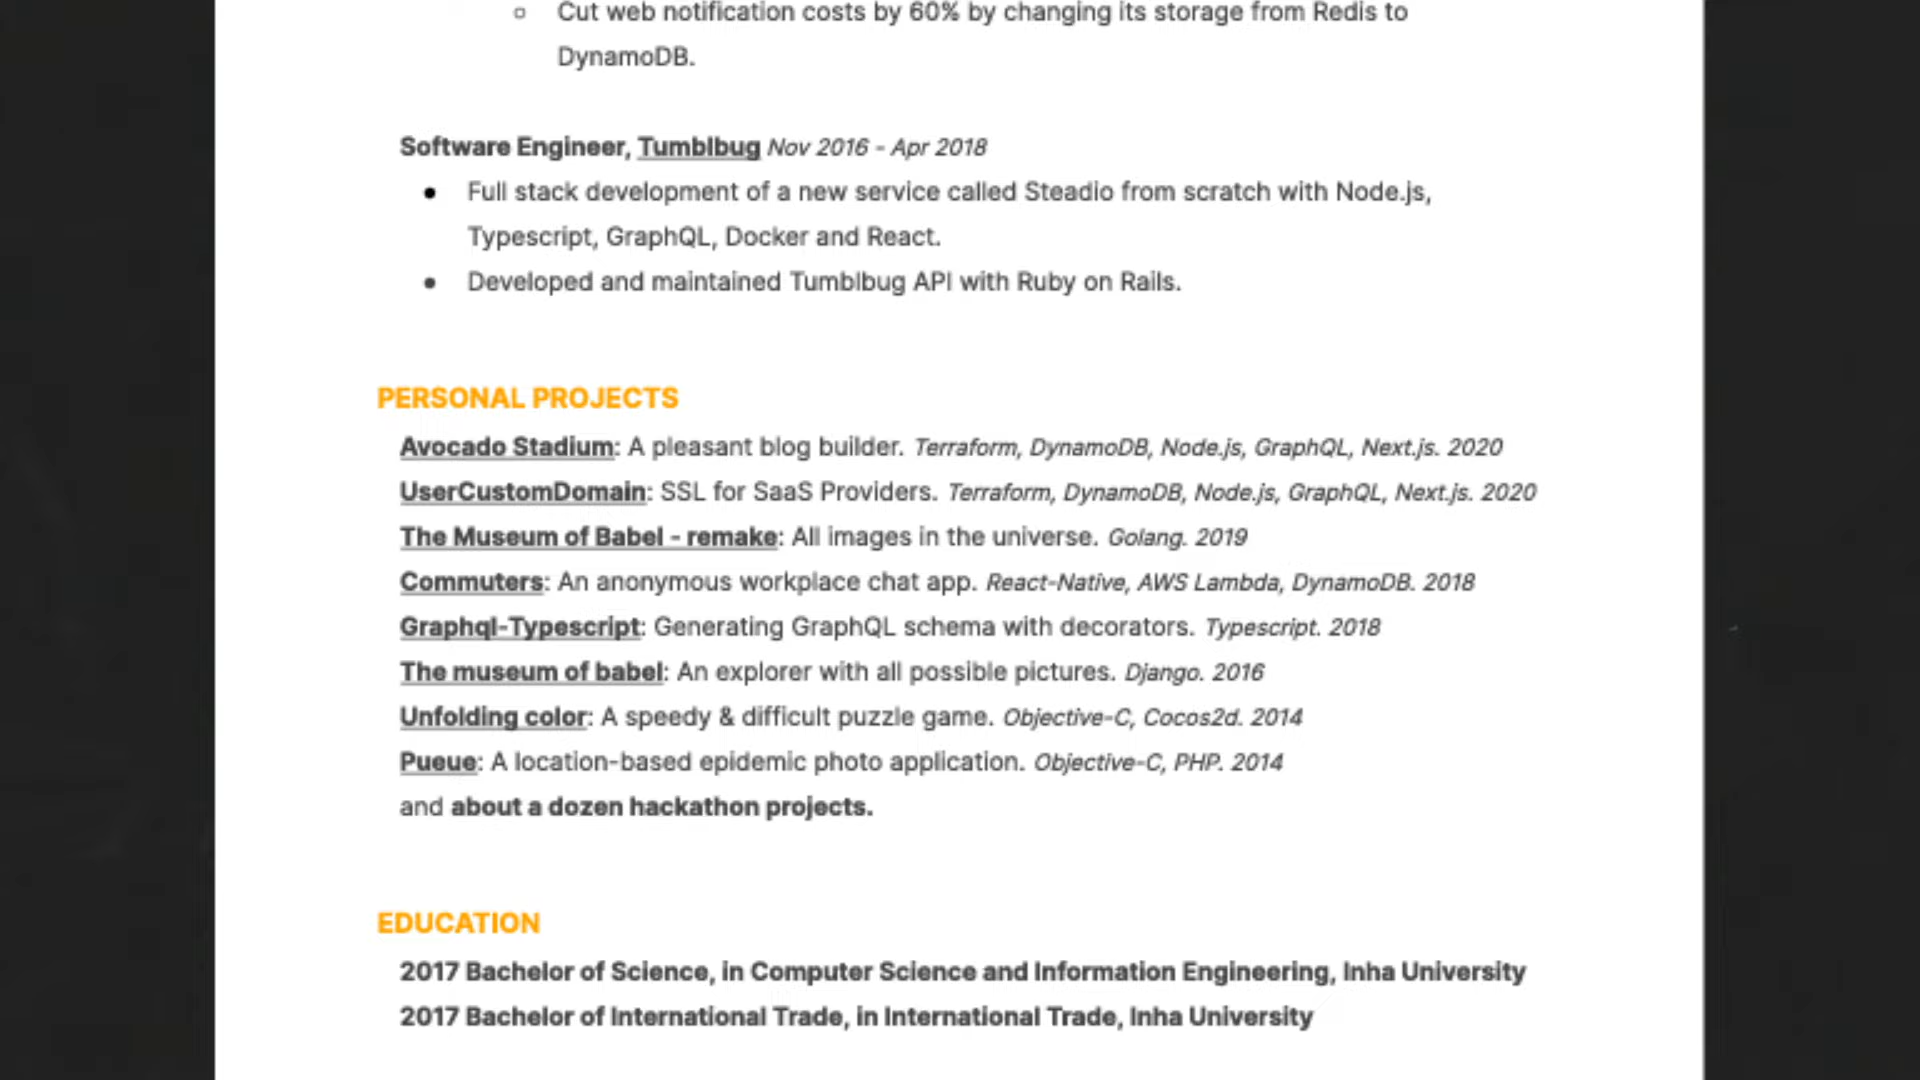 ○ Cut web notification costs by 60% by changing its storage from Redis to
DynamoDB.
Software Engineer, Tumblbug Nov 2016 - Apr 2018
● Full stack development of a new service called Steadio from scratch with Node.js,
Typescript, GraphQL, Docker and React.
● Developed and maintained Tumblbug API with Ruby on Rails.
PERSONAL PROJECTS
Avocado Stadium: A pleasant blog builder. Terraform, DynamoDB, Node.js, GraphQL, Next.js. 2020
UserCustomDomain: SSL for SaaS Providers. Terraform, DynamoDB, Node.js, GraphQL, Next.js. 2020
The Museum of Babel - remake: All images in the universe. Golang. 2019
Commuters: An anonymous workplace chat app. React-Native, AWS Lambda, DynamoDB. 2018
Graphql-Typescript: Generating GraphQL schema with decorators. Typescript. 2018
The museum of babel: An explorer with all possible pictures. Django. 2016
Unfolding color: A speedy & difficult puzzle game. Objective-C, Cocos2d. 2014
Pueue: A location-based epidemic photo application. Objective-C, PHP. 2014
and about a dozen hackathon projects.
EDUCATION
2017 Bachelor of Science, in Computer Science and Information Engineering, Inha University
2017 Bachelor of International Trade, in International Trade, Inha University